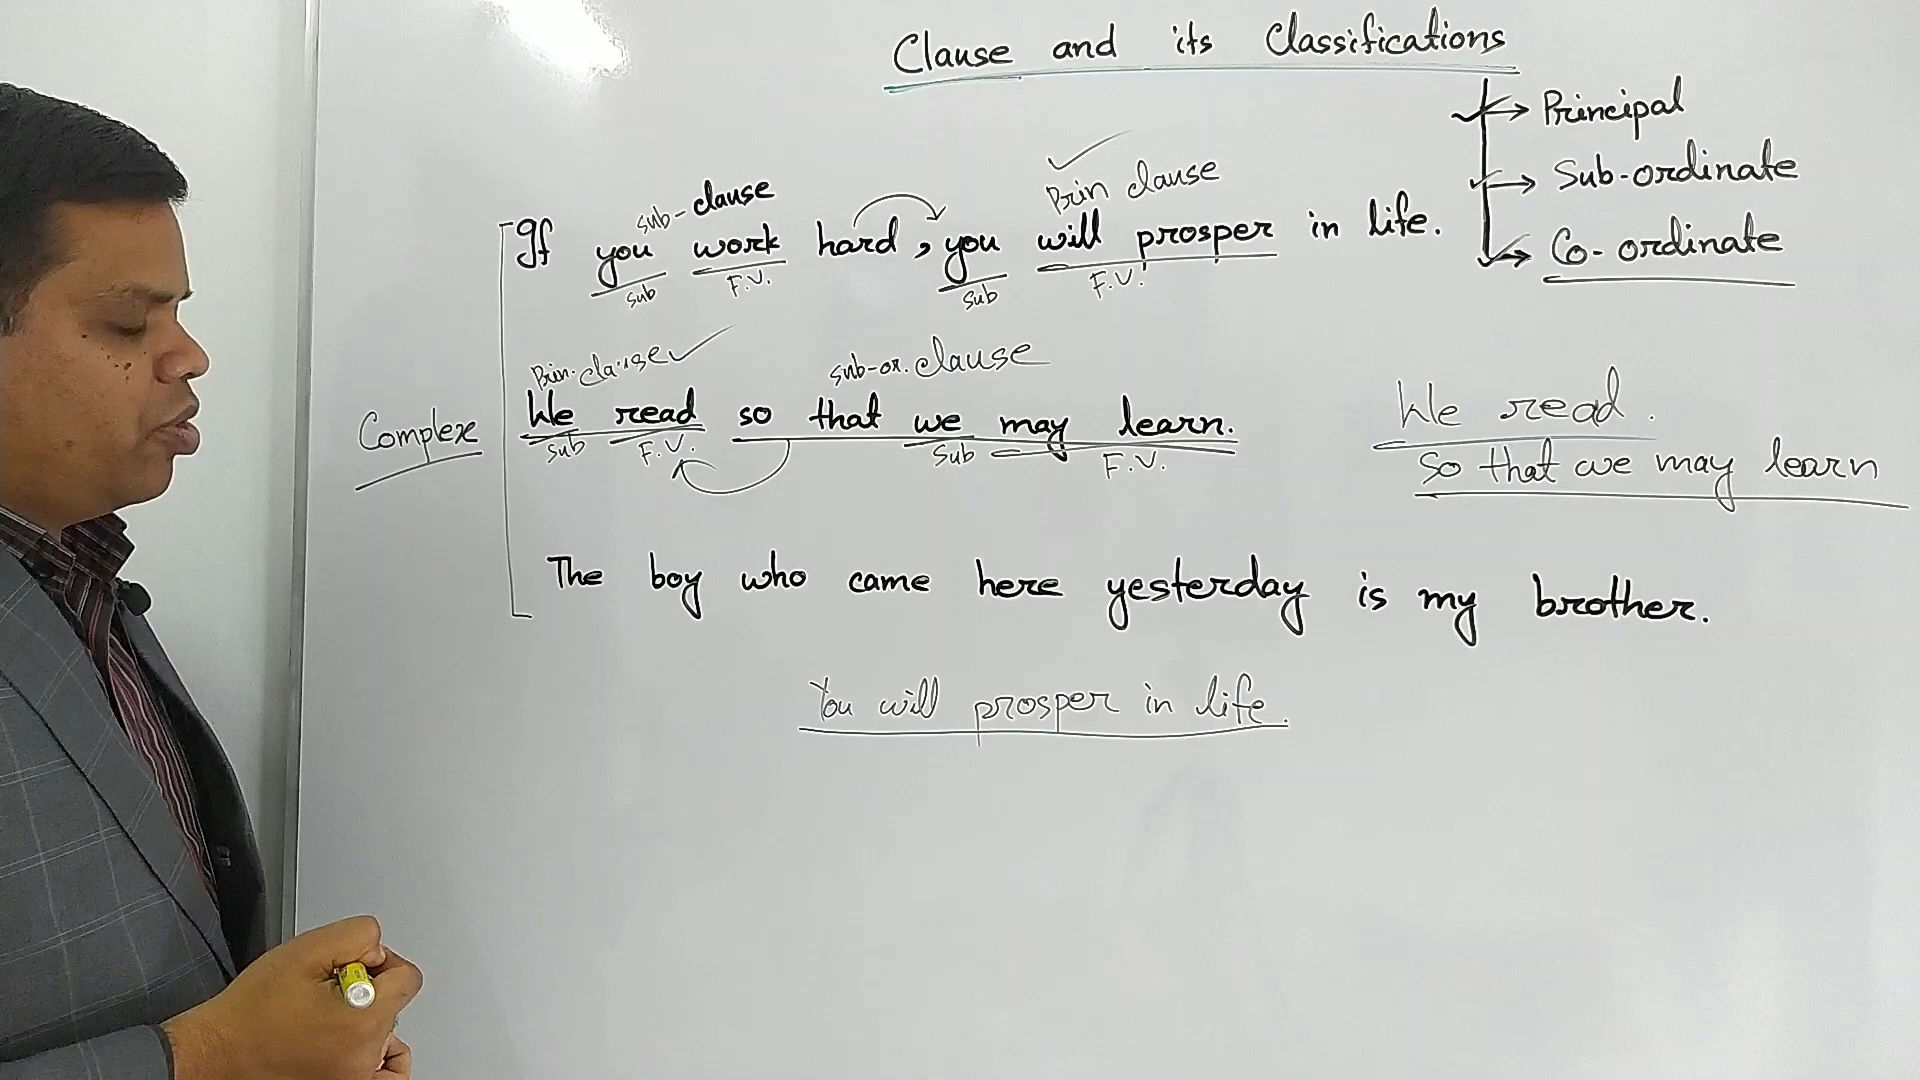 Clause and its Classifications
Principal
Sub-ordinate
Co-ordinate
sub-clause
Prin clause
If you work hard, you will prosper in life.
Sub F.V. Sub F.V.
Prin. clause sub-or. clause
Complex
We read so that we may learn.
Sub F.V. Sub F.V.
We read.
So that we may learn
The boy who came here yesterday is my brother.
You will prosper in life.